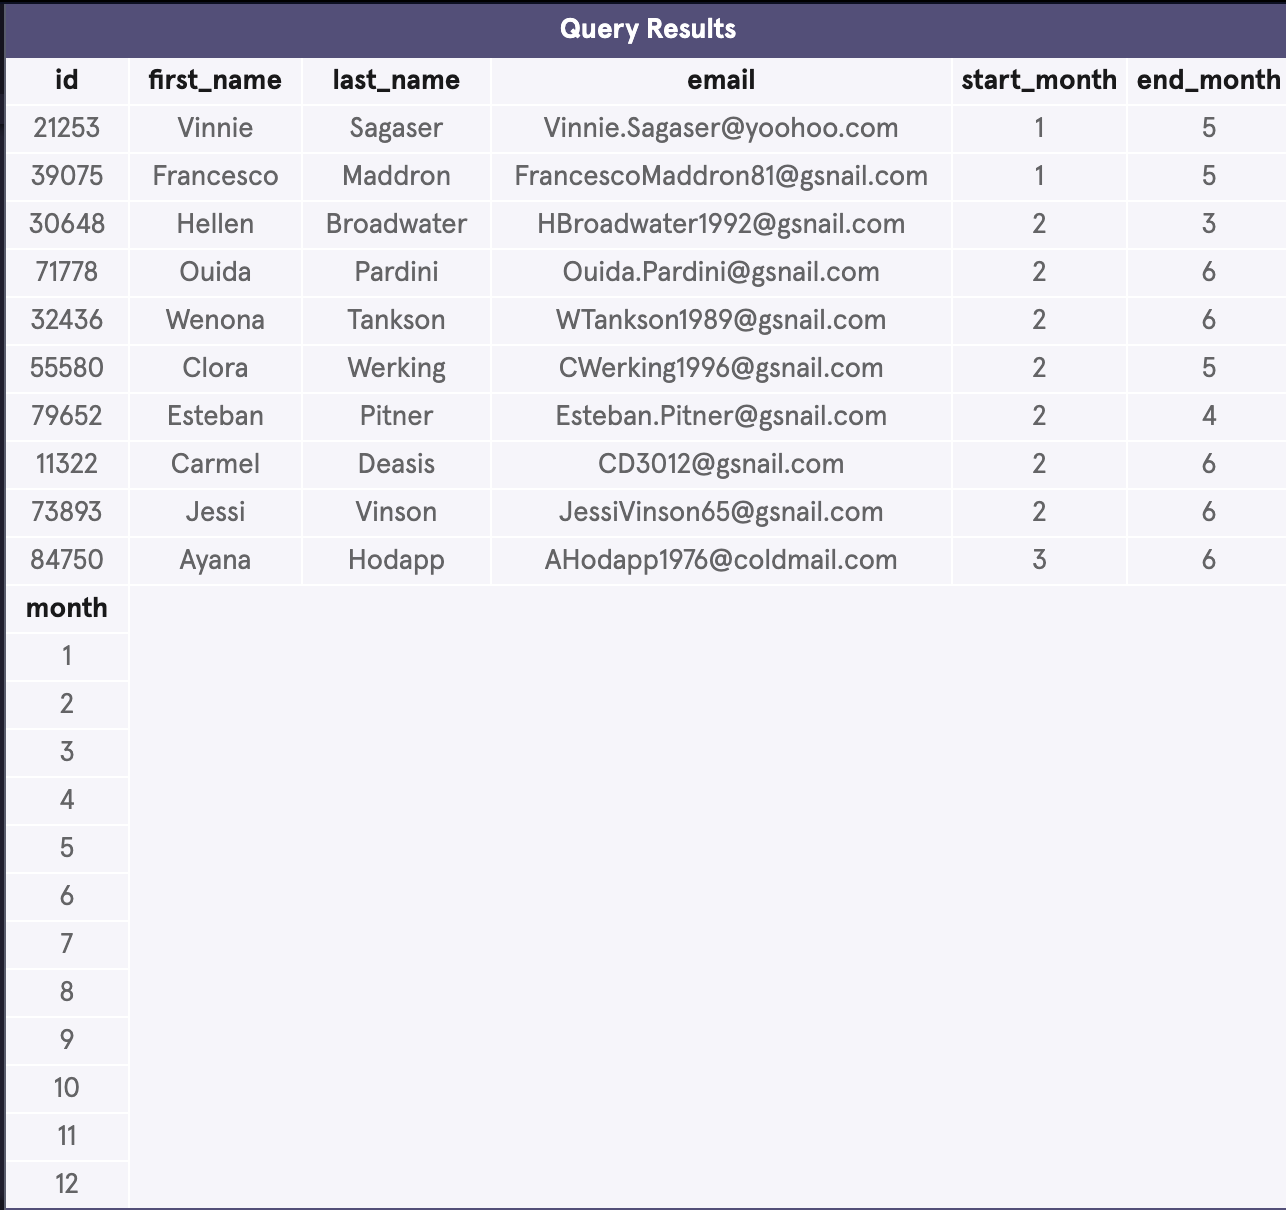 Query Results
id first_name last_name email start_month end_month
21253 Vinnie Sagaser Vinnie.Sagaser@yoohoo.com 1 5
39075 Francesco Maddron FrancescoMaddron81@gsnail.com 1 5
30648 Hellen Broadwater HBroadwater1992@gsnail.com 2 3
71778 Ouida Pardini Ouida.Pardini@gsnail.com 2 6
32436 Wenona Tankson WTankson1989@gsnail.com 2 6
55580 Clora Werking CWerking1996@gsnail.com 2 5
79652 Esteban Pitner Esteban.Pitner@gsnail.com 2 4
11322 Carmel Deasis CD3012@gsnail.com 2 6
73893 Jessi Vinson JessiVinson65@gsnail.com 2 6
84750 Ayana Hodapp AHodapp1976@coldmail.com 3 6
month
1
2
3
4
5
6
7
8
9
10
11
12